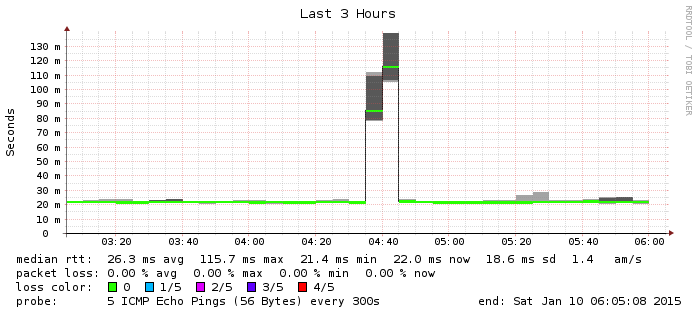 Last 3 Hours
RRDTOOL / TOBI OETIKER
Seconds
130 m
120 m
110 m
100 m
90 m
80 m
70 m
60 m
50 m
40 m
30 m
20 m
10 m
0
03:20 03:40 04:00 04:20 04:40 05:00 05:20 05:40 06:00
median rtt: 26.3 ms avg 115.7 ms max 21.4 ms min 22.0 ms now 18.6 ms sd 1.4 am/s
packet loss: 0.00 % avg 0.00 % max 0.00 % min 0.00 % now
loss color: 0 1/5 2/5 3/5 4/5
probe: 5 ICMP Echo Pings (56 Bytes) every 300s end: Sat Jan 10 06:05:08 2015